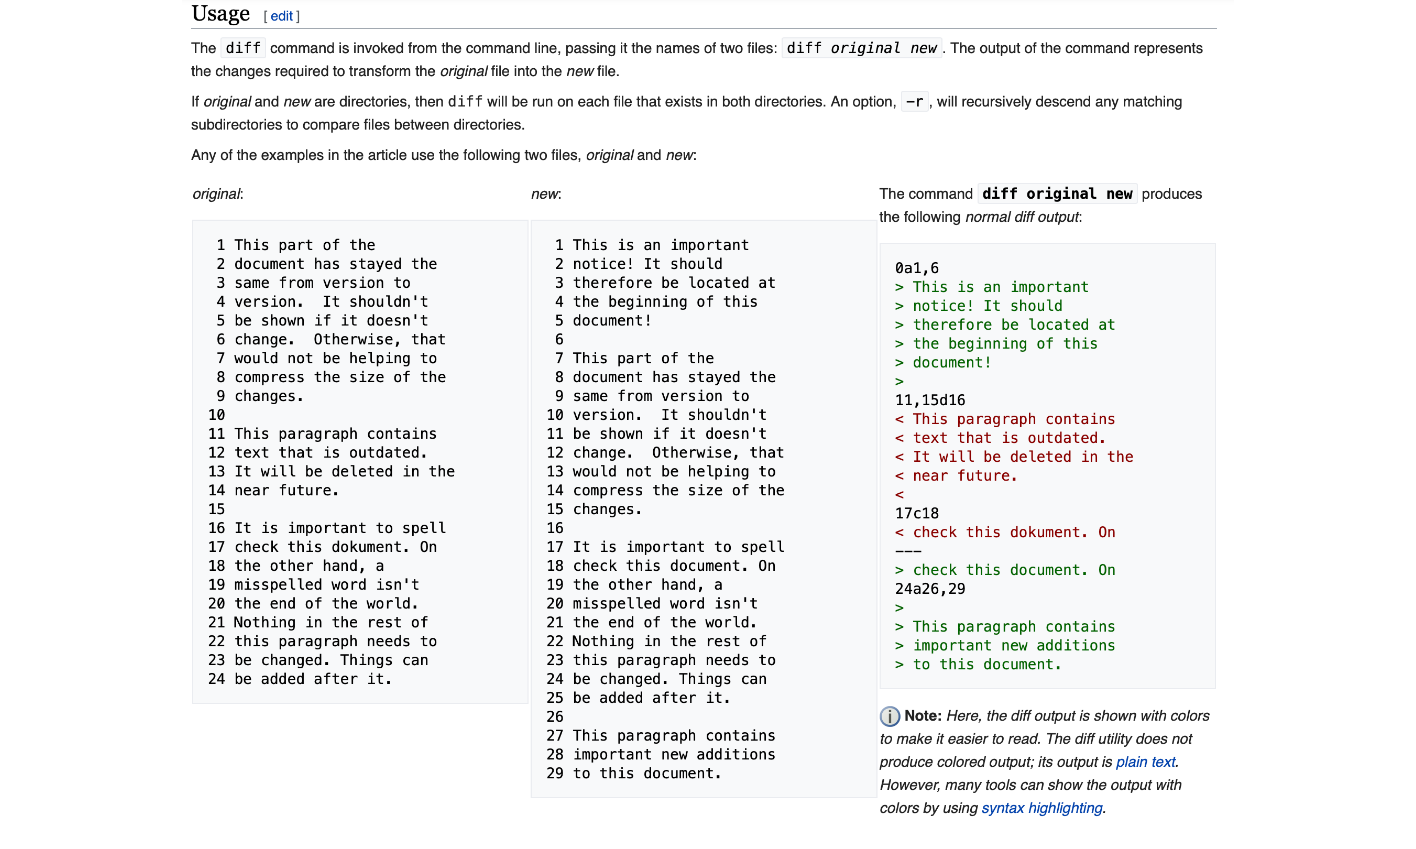 Usage [ edit ]
The diff command is invoked from the command line, passing it the names of two files: diff original new . The output of the command represents
the changes required to transform the original file into the new file.
If original and new are directories, then diff will be run on each file that exists in both directories. An option, -r , will recursively descend any matching
subdirectories to compare files between directories.
Any of the examples in the article use the following two files, original and new:
original:
1 This part of the
2 document has stayed the
3 same from version to
4 version.  It shouldn't
5 be shown if it doesn't
6 change.  Otherwise, that
7 would not be helping to
8 compress the size of the
9 changes.
10
11 This paragraph contains
12 text that is outdated.
13 It will be deleted in the
14 near future.
15
16 It is important to spell
17 check this dokument. On
18 the other hand, a
19 misspelled word isn't
20 the end of the world.
21 Nothing in the rest of
22 this paragraph needs to
23 be changed. Things can
24 be added after it.
new:
1 This is an important
2 notice! It should
3 therefore be located at
4 the beginning of this
5 document!
6
7 This part of the
8 document has stayed the
9 same from version to
10 version.  It shouldn't
11 be shown if it doesn't
12 change.  Otherwise, that
13 would not be helping to
14 compress the size of the
15 changes.
16
17 It is important to spell
18 check this document. On
19 the other hand, a
20 misspelled word isn't
21 the end of the world.
22 Nothing in the rest of
23 this paragraph needs to
24 be changed. Things can
25 be added after it.
26
27 This paragraph contains
28 important new additions
29 to this document.
The command diff original new produces
the following normal diff output:
0a1,6
> This is an important
> notice! It should
> therefore be located at
> the beginning of this
> document!
>
11,15d16
< This paragraph contains
< text that is outdated.
< It will be deleted in the
< near future.
<
17c18
< check this dokument. On
---
> check this document. On
24a26,29
>
> This paragraph contains
> important new additions
> to this document.
Note: Here, the diff output is shown with colors
to make it easier to read. The diff utility does not
produce colored output; its output is plain text.
However, many tools can show the output with
colors by using syntax highlighting.